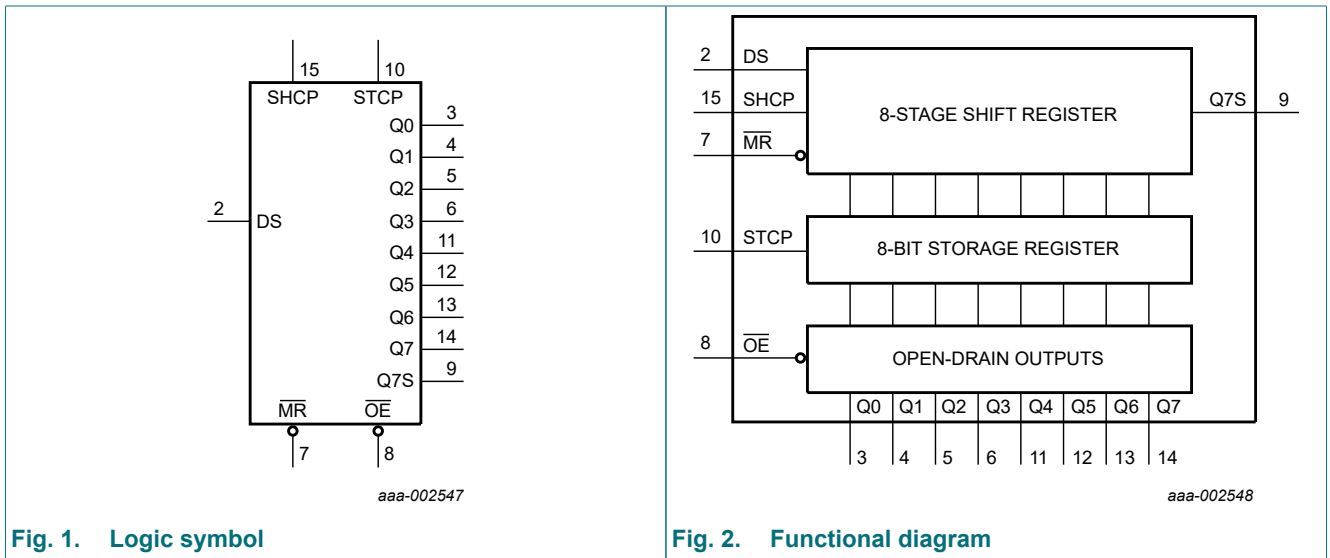 15 10
SHCP STCP
Q0 3
Q1 4
Q2 5
2 DS Q3 6
Q4 11
Q5 12
Q6 13
Q7 14
Q7S 9
MR OE
7 8
aaa-002547
Fig. 1. Logic symbol
2 DS
15 SHCP
7 MR
8-STAGE SHIFT REGISTER
Q7S 9
10 STCP
8-BIT STORAGE REGISTER
8 OE
OPEN-DRAIN OUTPUTS
Q0 Q1 Q2 Q3 Q4 Q5 Q6 Q7
3 4 5 6 11 12 13 14
aaa-002548
Fig. 2. Functional diagram